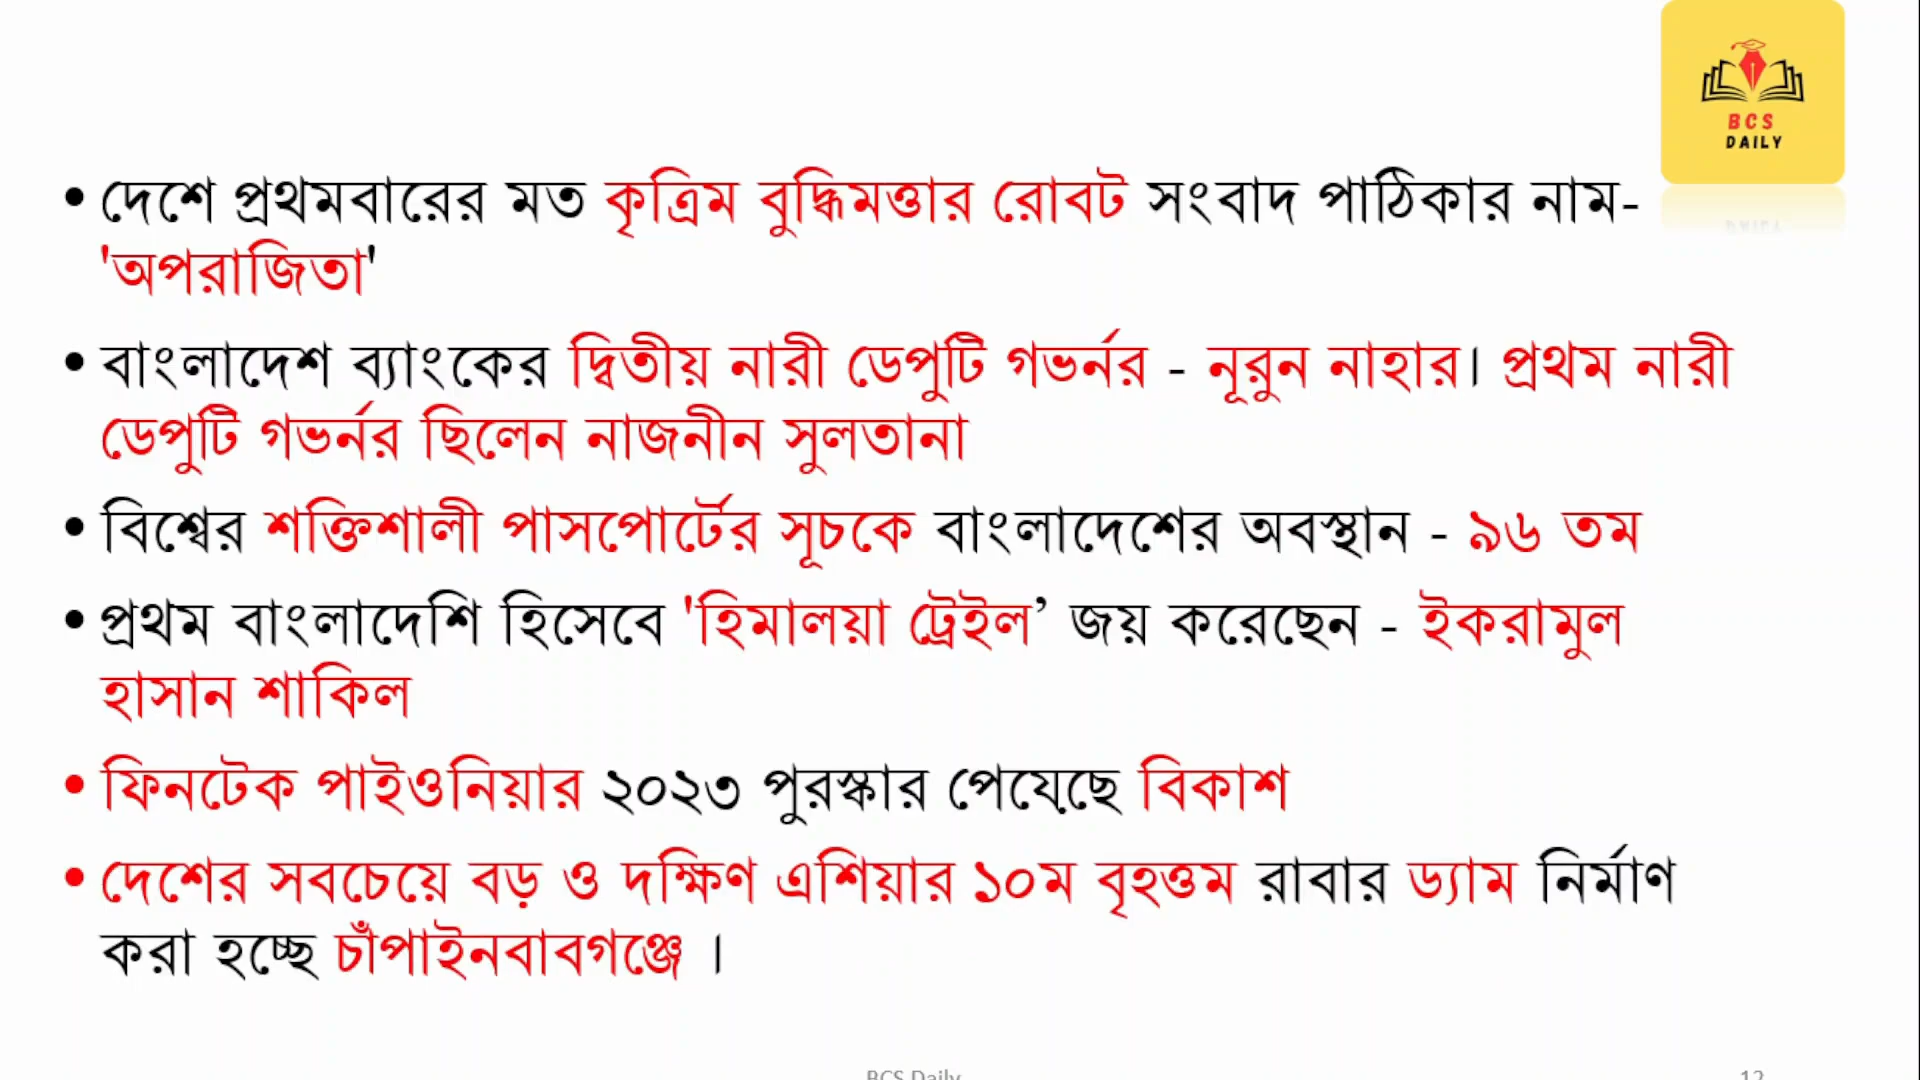 BCS
DAILY
• দেশে প্রথমবারের মত কৃত্রিম বুদ্ধিমত্তার রোবট সংবাদ পাঠিকার নাম-
'অপরাজিতা'
• বাংলাদেশ ব্যাংকের দ্বিতীয় নারী ডেপুটি গভর্নর - নূরুন নাহার। প্রথম নারী
ডেপুটি গভর্নর ছিলেন নাজনীন সুলতানা
• বিশ্বের শক্তিশালী পাসপোর্টের সূচকে বাংলাদেশের অবস্থান - ৯৬ তম
• প্রথম বাংলাদেশি হিসেবে 'হিমালয়া ট্রেইল’ জয় করেছেন - ইকরামুল
হাসান শাকিল
• ফিনটেক পাইওনিয়ার ২০২৩ পুরস্কার পেয়েছে বিকাশ
• দেশের সবচেয়ে বড় ও দক্ষিণ এশিয়ার ১০ম বৃহত্তম রাবার ড্যাম নির্মাণ
করা হচ্ছে চাঁপাইনবাবগঞ্জে ।
BCS Daily
12